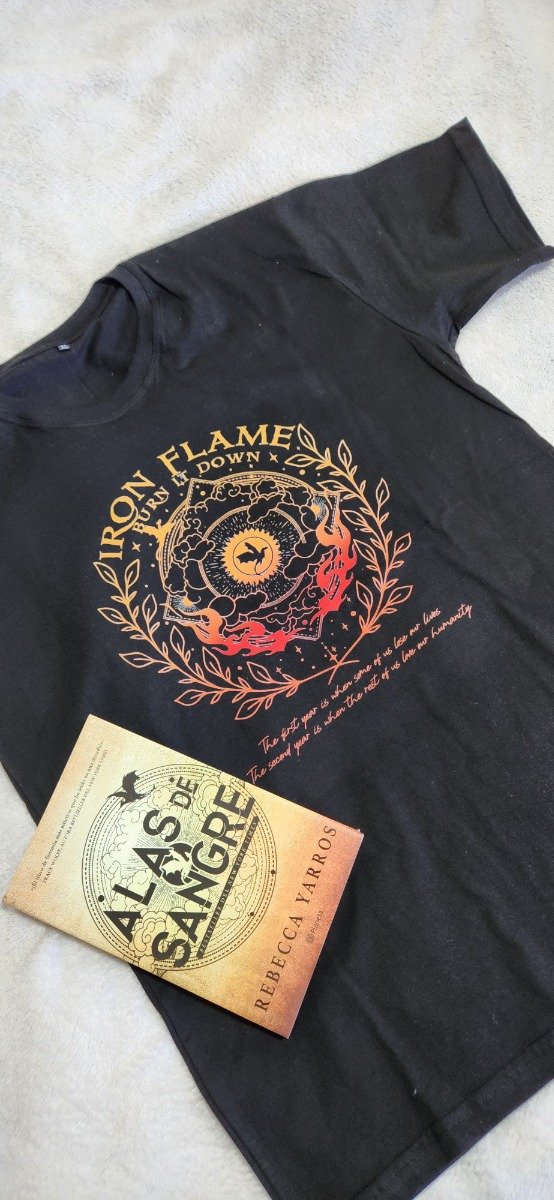 IRON FLAME
BURN IT DOWN
The first year is when some of us lose our lives
The second year is when the rest of us lose our humanity
ALAS DE
SANGRE
REBECCA YARROS
Planeta